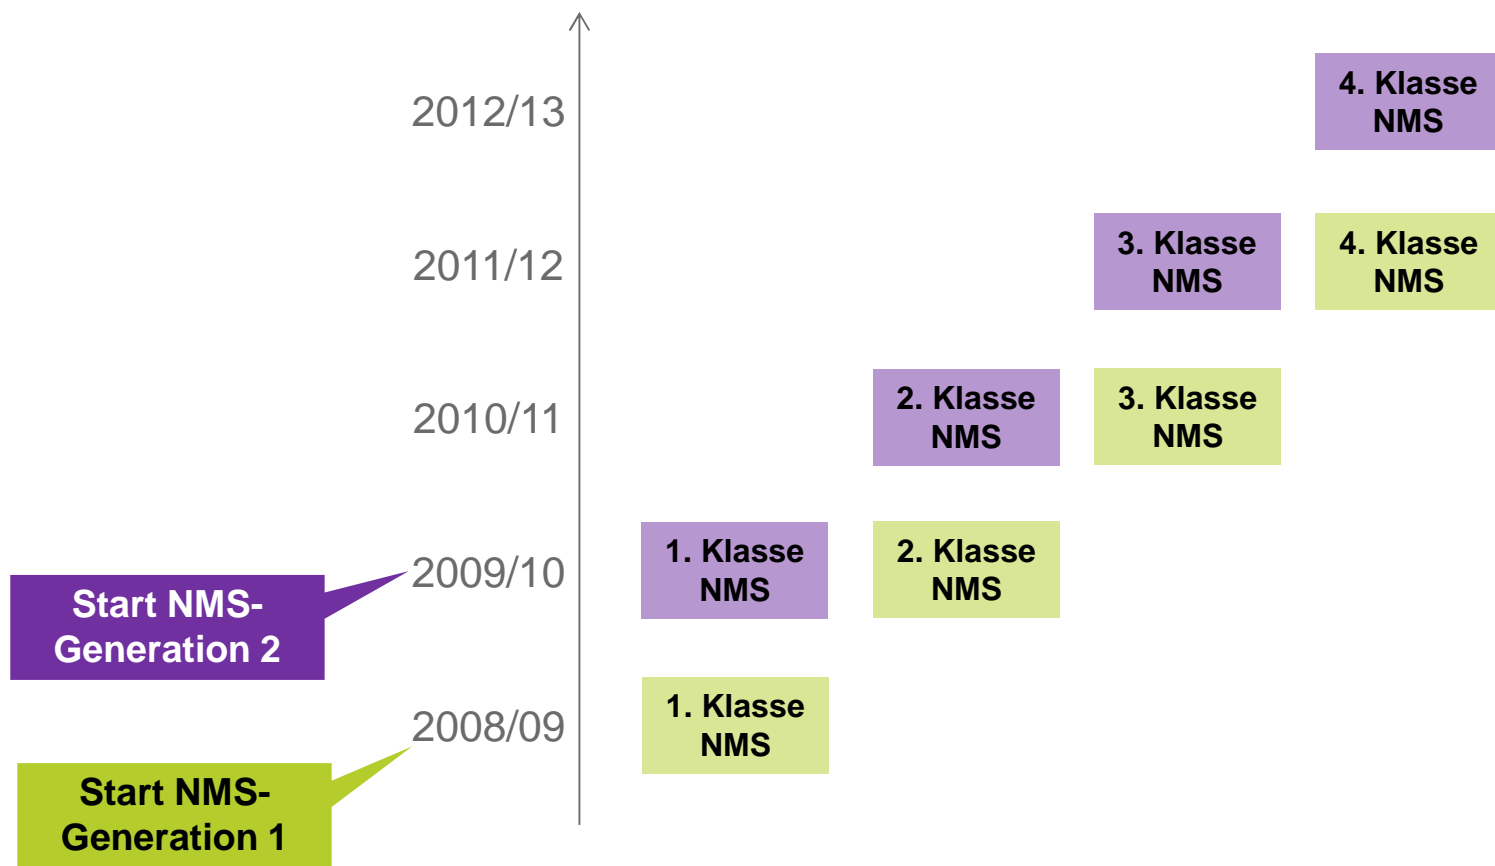 2012/13
4. Klasse
NMS
2011/12
3. Klasse
NMS
4. Klasse
NMS
2010/11
2. Klasse
NMS
3. Klasse
NMS
2009/10
1. Klasse
NMS
2. Klasse
NMS
Start NMS-
Generation 2
2008/09
1. Klasse
NMS
Start NMS-
Generation 1